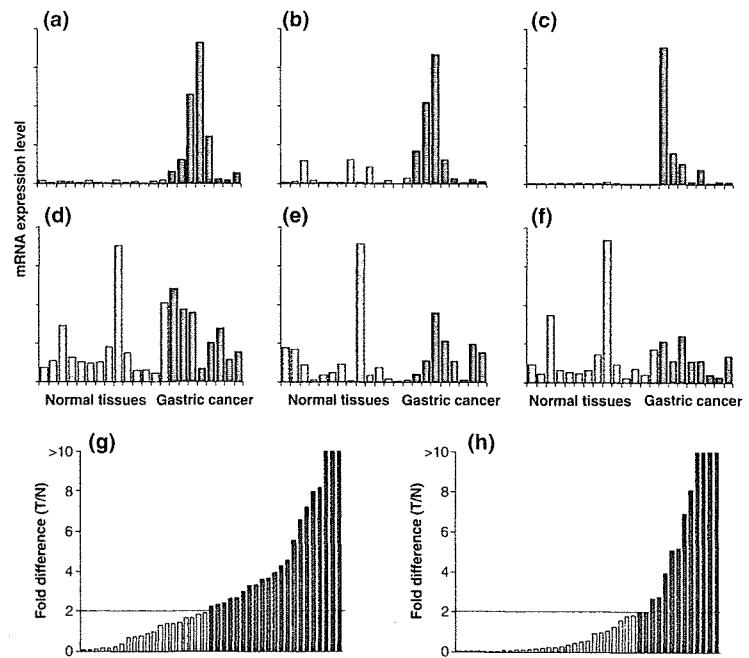 (a)
(b)
(c)
mRNA expression level
(d)
(e)
(f)
Normal tissues Gastric cancer
Normal tissues Gastric cancer
Normal tissues Gastric cancer
(g)
(h)
Fold difference (T/N)
>10
8
6
4
2
0
Fold difference (T/N)
>10
8
6
4
2
0